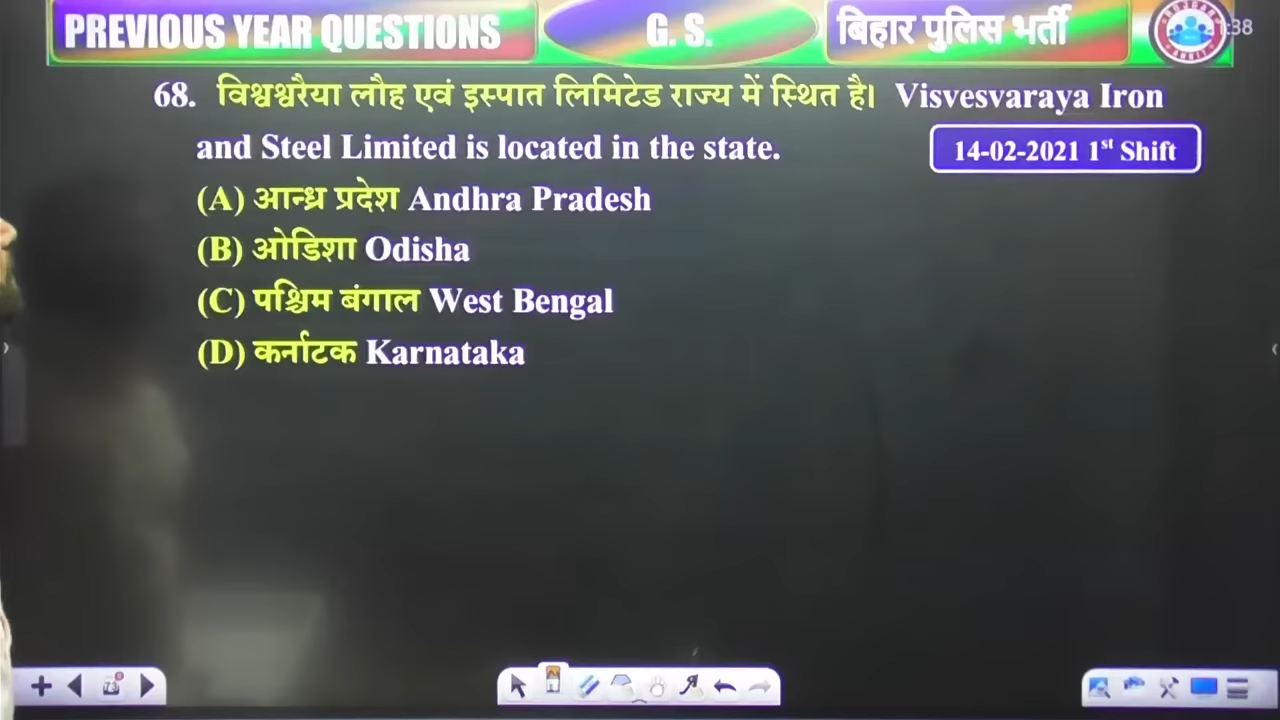 PREVIOUS YEAR QUESTIONS G. S. बिहार पुलिस भर्ती
68. विश्वश्वरैया लौह एवं इस्पात लिमिटेड राज्य में स्थित है। Visvesvaraya Iron
and Steel Limited is located in the state.
14-02-2021 1st Shift
(A) आन्ध्र प्रदेश Andhra Pradesh
(B) ओडिशा Odisha
(C) पश्चिम बंगाल West Bengal
(D) कर्नाटक Karnataka